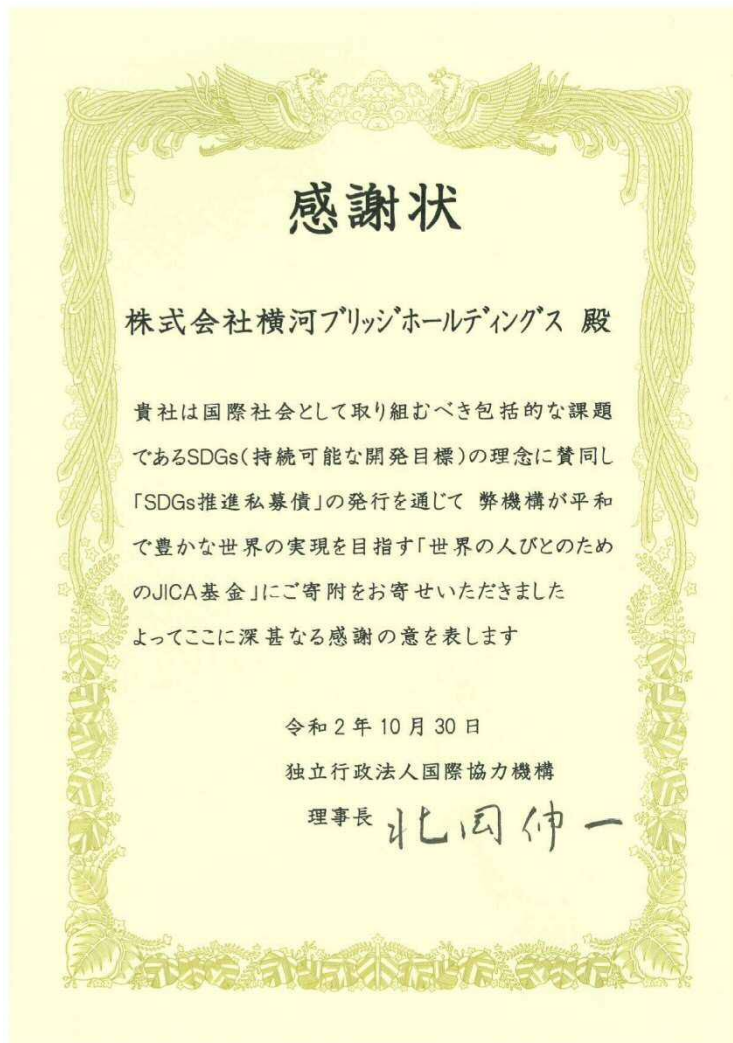 感謝状
株式会社横河ブリッジホールディングス 殿
貴社は国際社会として取り組むべき包括的な課題
であるSDGs(持続可能な開発目標)の理念に賛同し
「SDGs推進私募債」の発行を通じて 弊機構が平和
で豊かな世界の実現を目指す「世界の人びとのため
のJICA基金」にご寄附をお寄せいただきました
よってここに深甚なる感謝の意を表します
令和2年10月30日
独立行政法人国際協力機構
理事長 北岡伸一